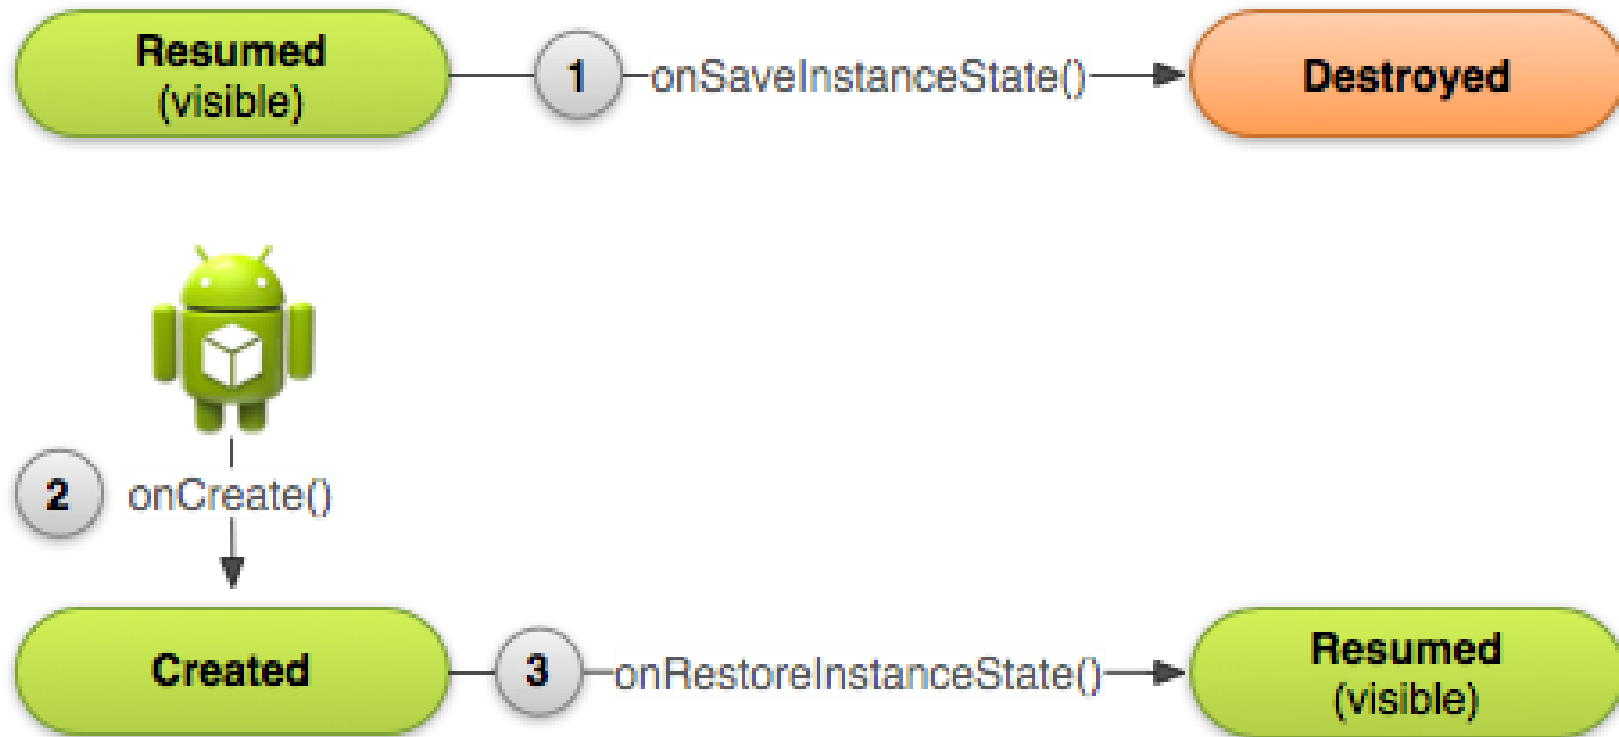 Resumed
(visible)
1
onSaveInstanceState()
Destroyed
2
onCreate()
Created
3
onRestoreInstanceState()
Resumed
(visible)